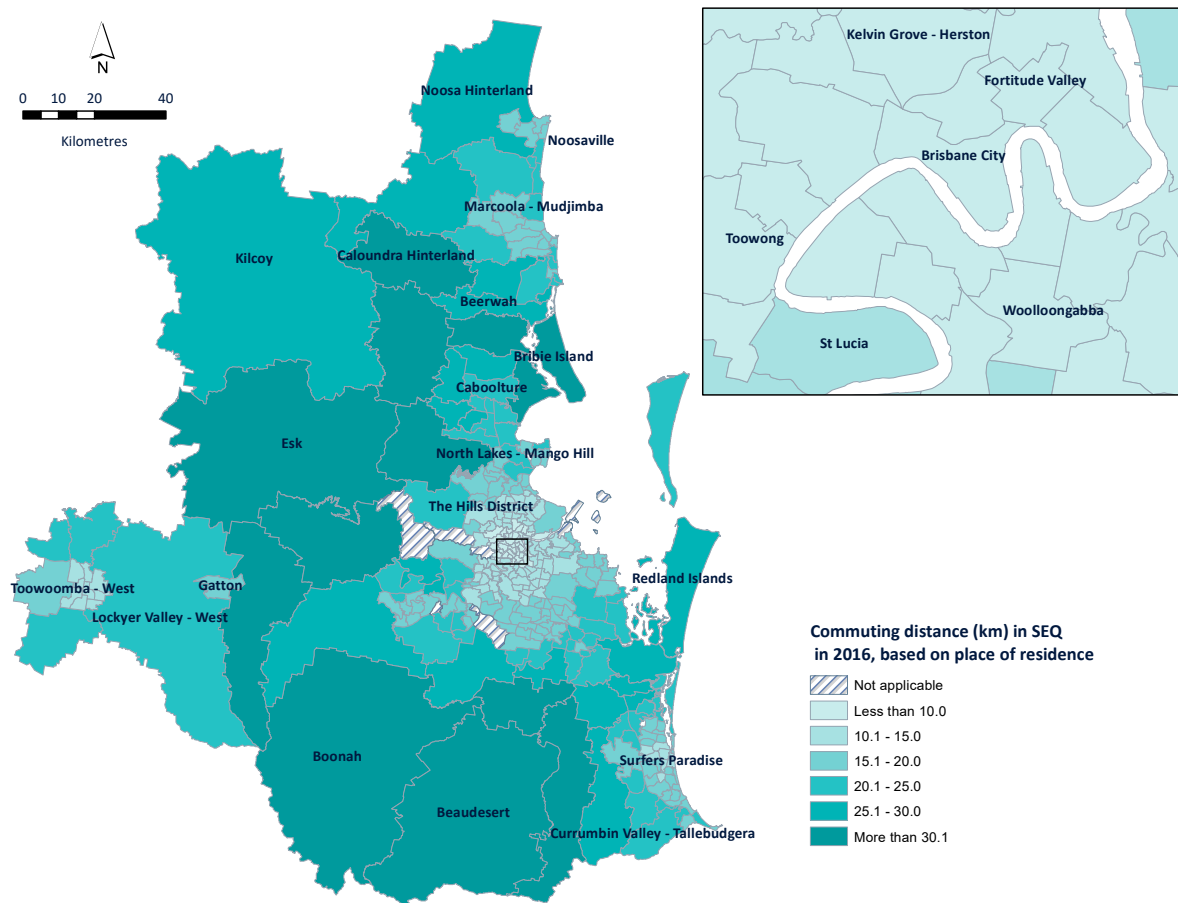 N
0 10 20 40
Kilometres
Noosa Hinterland
Noosaville
Marcoola - Mudjimba
Kilcoy
Caloundra Hinterland
Beerwah
Bribie Island
Caboolture
Esk
North Lakes - Mango Hill
The Hills District
Toowoomba - West
Gatton
Redland Islands
Lockyer Valley - West
Boonah
Surfers Paradise
Beaudesert
Currumbin Valley - Tallebudgera
Kelvin Grove - Herston
Fortitude Valley
Brisbane City
Toowong
Woolloongabba
St Lucia
Commuting distance (km) in SEQ
in 2016, based on place of residence
Not applicable
Less than 10.0
10.1 - 15.0
15.1 - 20.0
20.1 - 25.0
25.1 - 30.0
More than 30.1